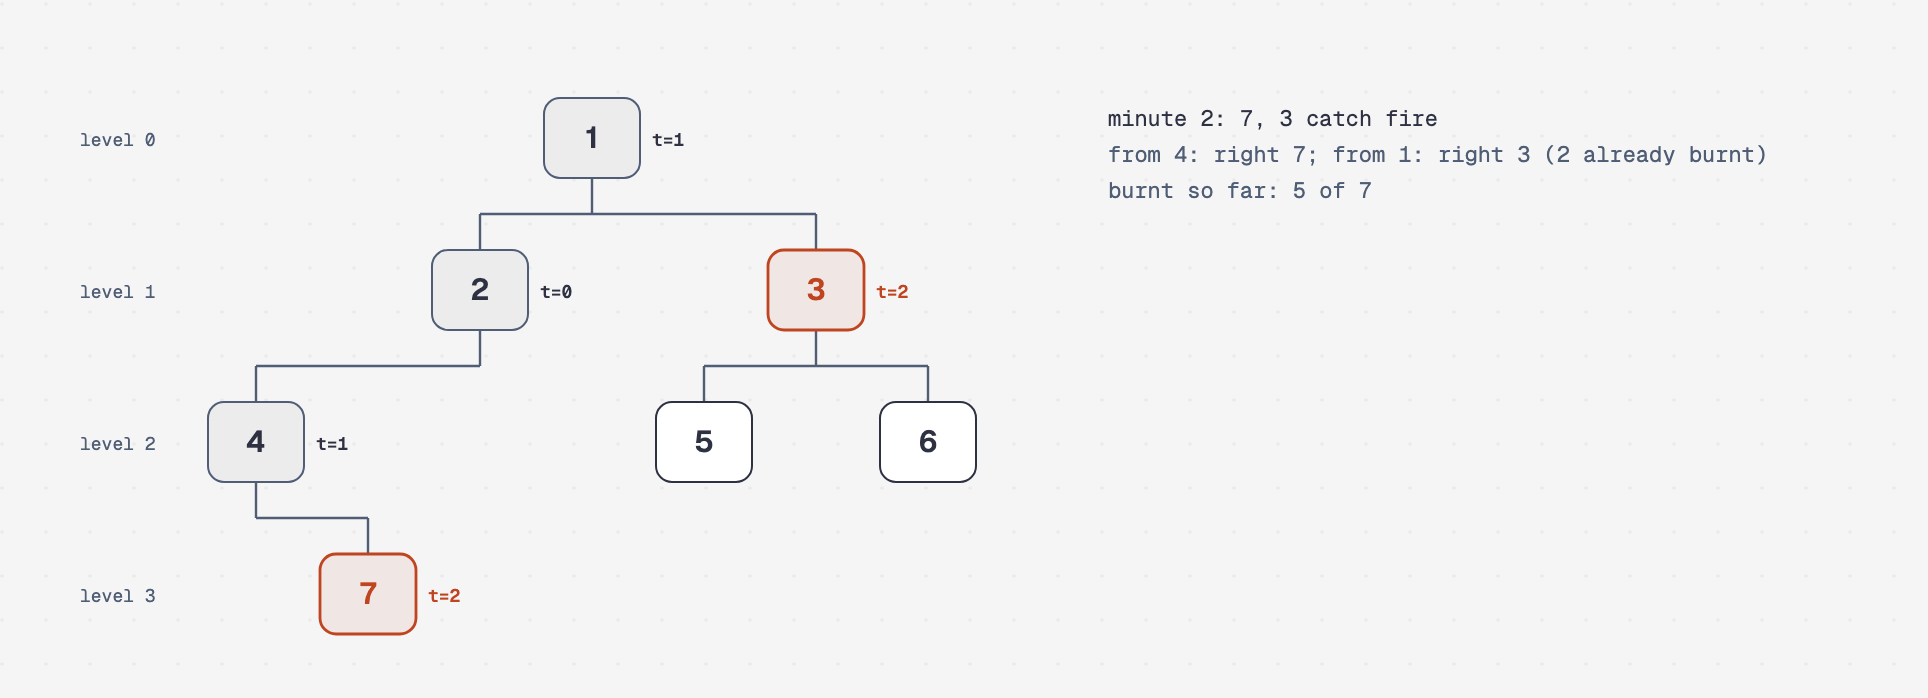 minute 2: 7, 3 catch fire
from 4: right 7; from 1: right 3 (2 already burnt)
burnt so far: 5 of 7
level 0
1
t=1
level 1
2
t=0
3
t=2
level 2
4
t=1
5
6
level 3
7
t=2